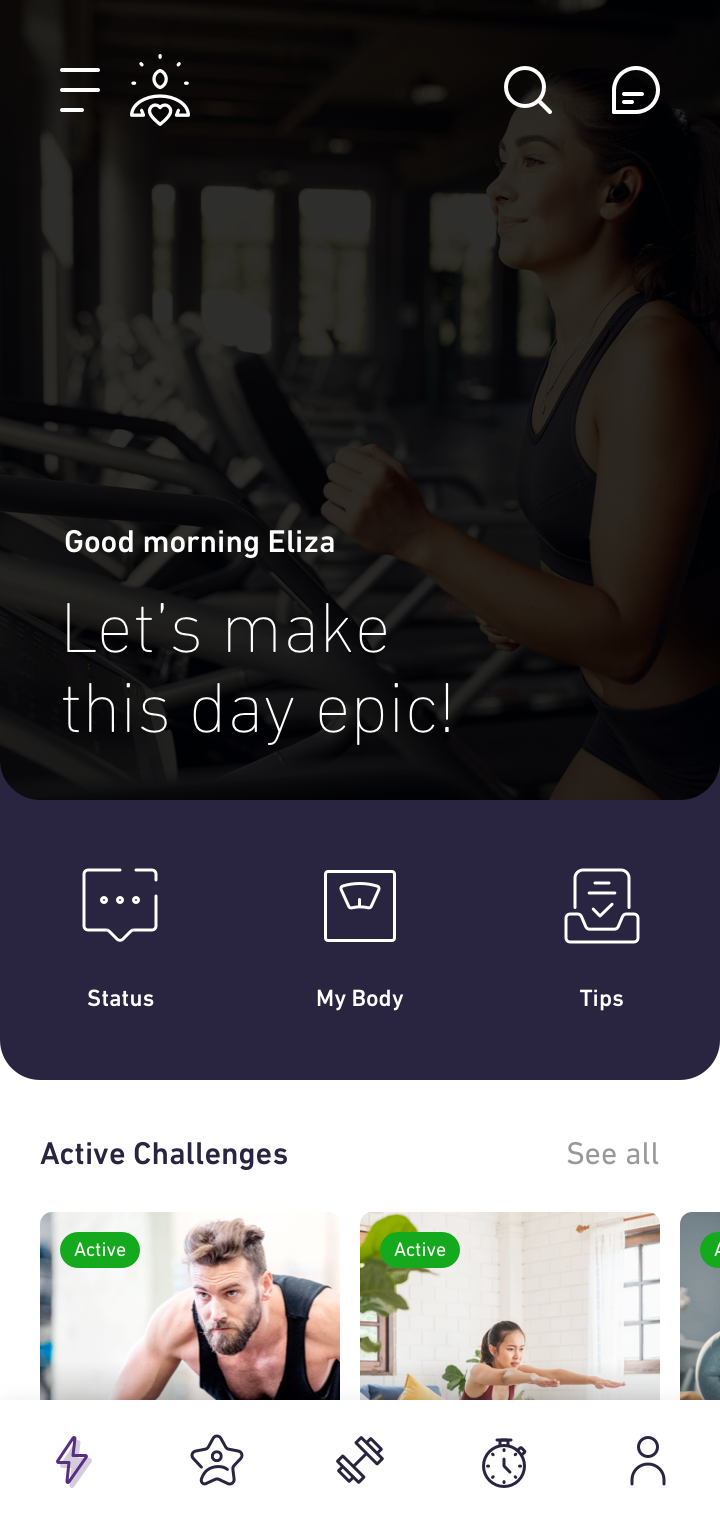 Good morning Eliza
Let's make
this day epic!
Status
My Body
Tips
Active Challenges
See all
Active
Active